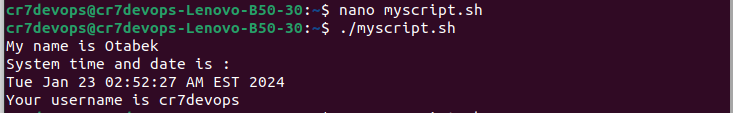 cr7devops@cr7devops-Lenovo-B50-30:~$ nano myscript.sh
cr7devops@cr7devops-Lenovo-B50-30:~$ ./myscript.sh
My name is Otabek
System time and date is :
Tue Jan 23 02:52:27 AM EST 2024
Your username is cr7devops